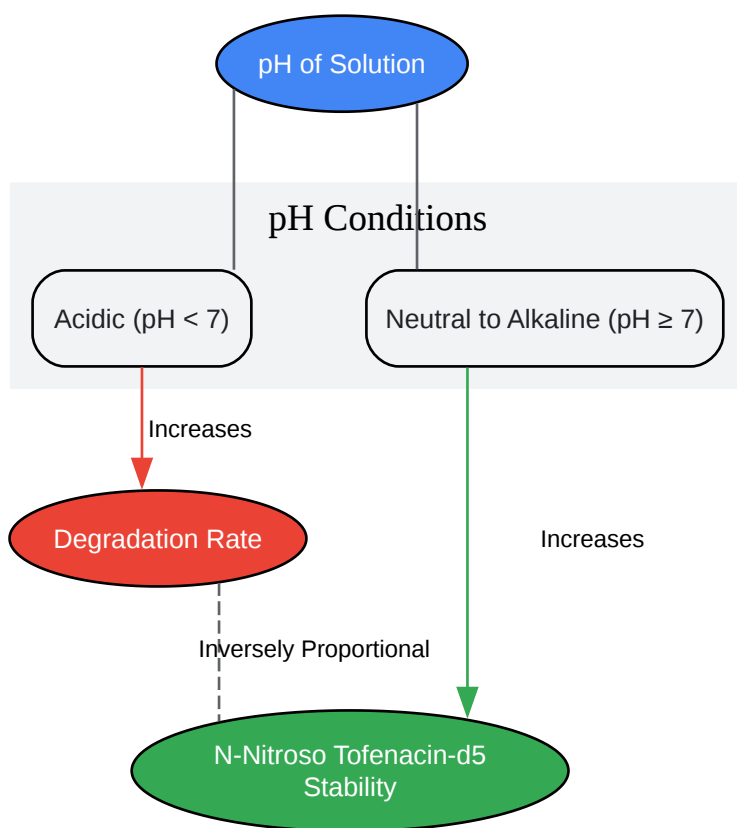 pH of Solution
pH Conditions
Acidic (pH < 7)
Neutral to Alkaline (pH ≥ 7)
Increases
Degradation Rate
Increases
Inversely Proportional
N-Nitroso Tofenacin-d5
Stability